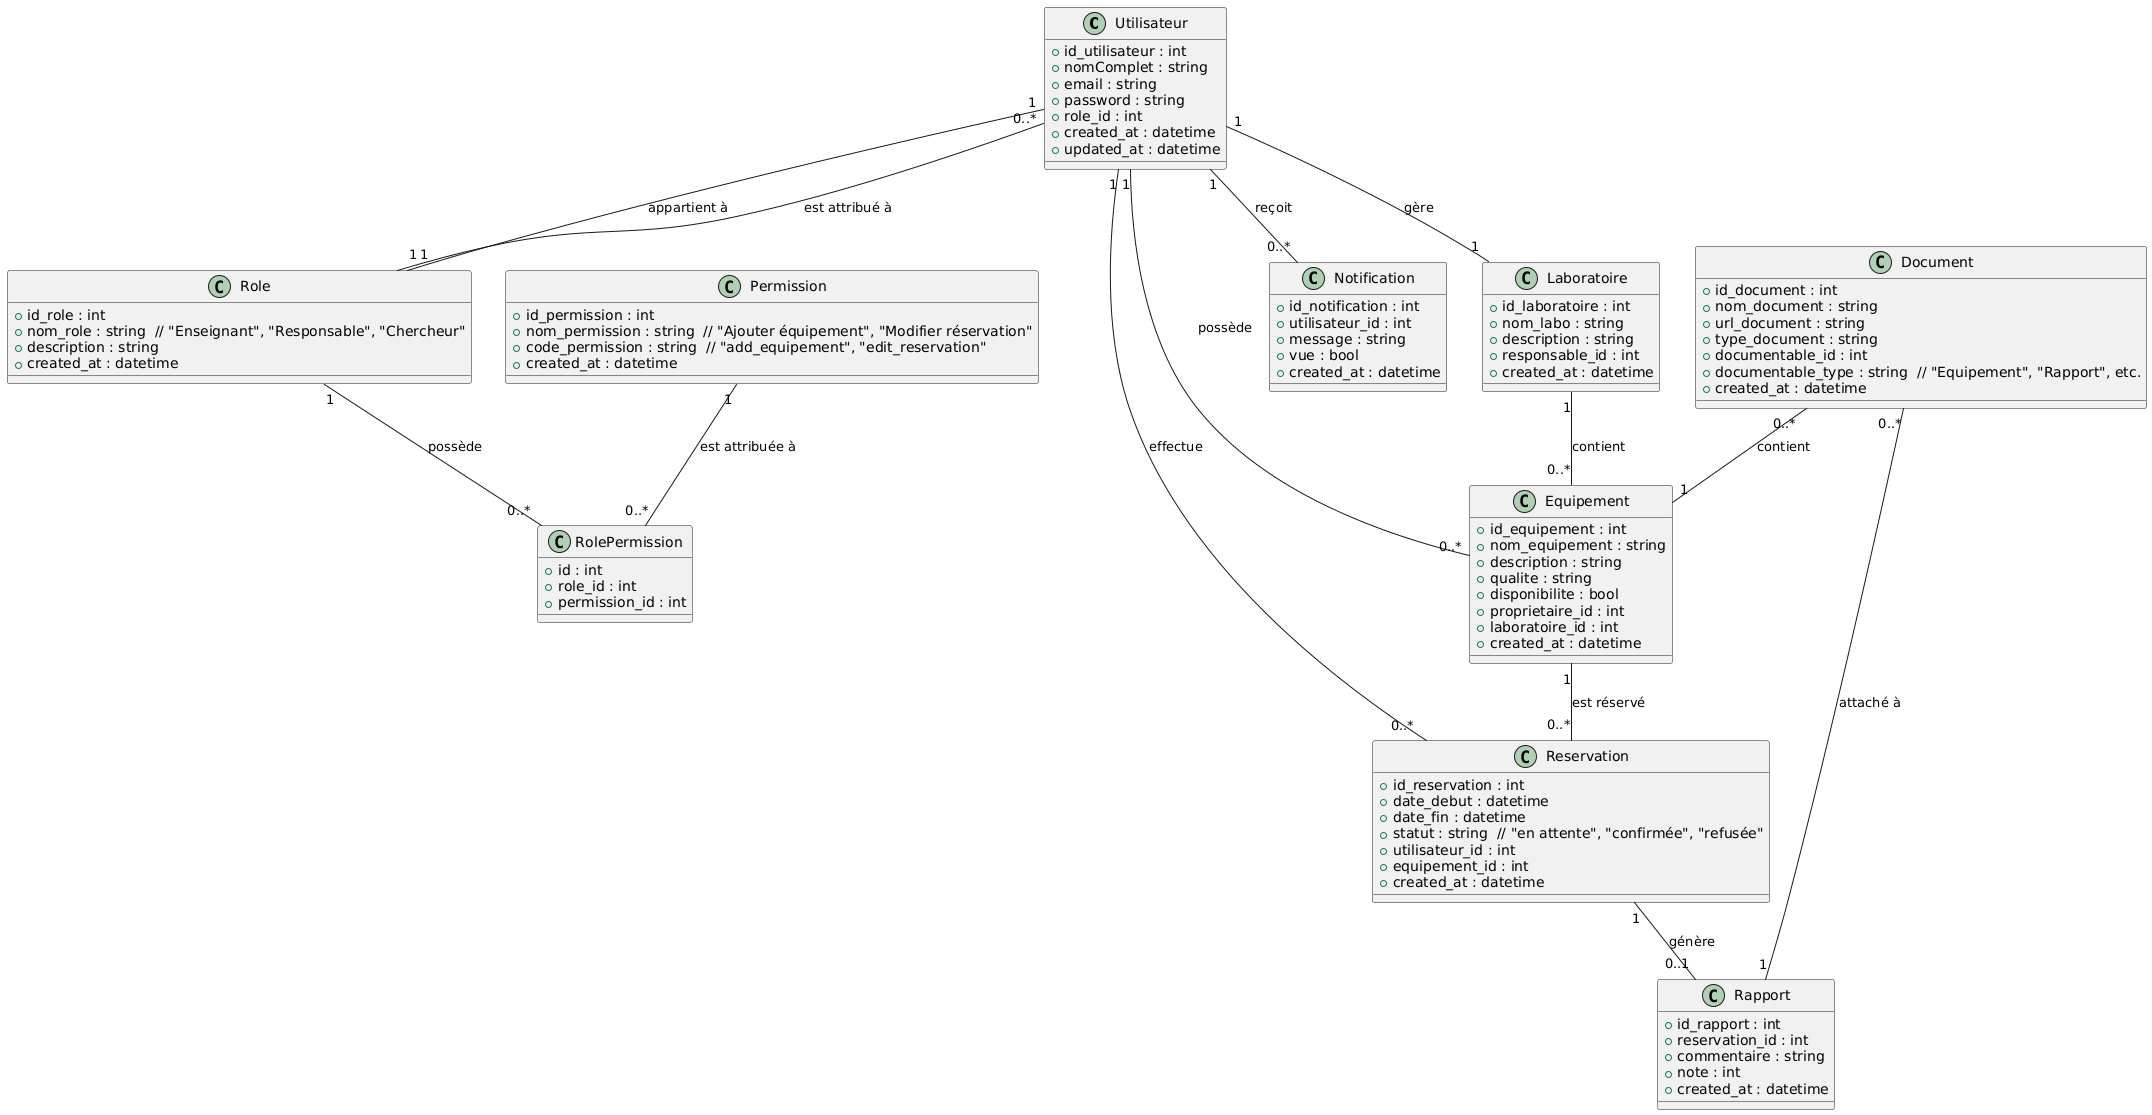 C Utilisateur
id_utilisateur : int
nomComplet : string
email : string
password : string
role_id : int
created_at : datetime
updated_at : datetime
1
0..*
1
1
1
1
appartient à
est attribué à
reçoit
gère
1 1
0..*
1
C Role
id_role : int
nom_role : string  // "Enseignant", "Responsable", "Chercheur"
description : string
created_at : datetime
C Permission
id_permission : int
nom_permission : string  // "Ajouter équipement", "Modifier réservation"
code_permission : string  // "add_equipement", "edit_reservation"
created_at : datetime
possède
C Notification
id_notification : int
utilisateur_id : int
message : string
vue : bool
created_at : datetime
C Laboratoire
id_laboratoire : int
nom_labo : string
description : string
responsable_id : int
created_at : datetime
C Document
id_document : int
nom_document : string
url_document : string
type_document : string
documentable_id : int
documentable_type : string  // "Equipement", "Rapport", etc.
created_at : datetime
1
1
1
0..*
0..*
possède
est attribuée à
effectue
contient
contient
0..*
1
0..*
0..*
0..*
C RolePermission
id : int
role_id : int
permission_id : int
C Equipement
id_equipement : int
nom_equipement : string
description : string
qualite : string
disponibilite : bool
proprietaire_id : int
laboratoire_id : int
created_at : datetime
1
est réservé
attaché à
0..*
0..*
C Reservation
id_reservation : int
date_debut : datetime
date_fin : datetime
statut : string  // "en attente", "confirmée", "refusée"
utilisateur_id : int
equipement_id : int
created_at : datetime
1
génère
0..1
1
C Rapport
id_rapport : int
reservation_id : int
commentaire : string
note : int
created_at : datetime